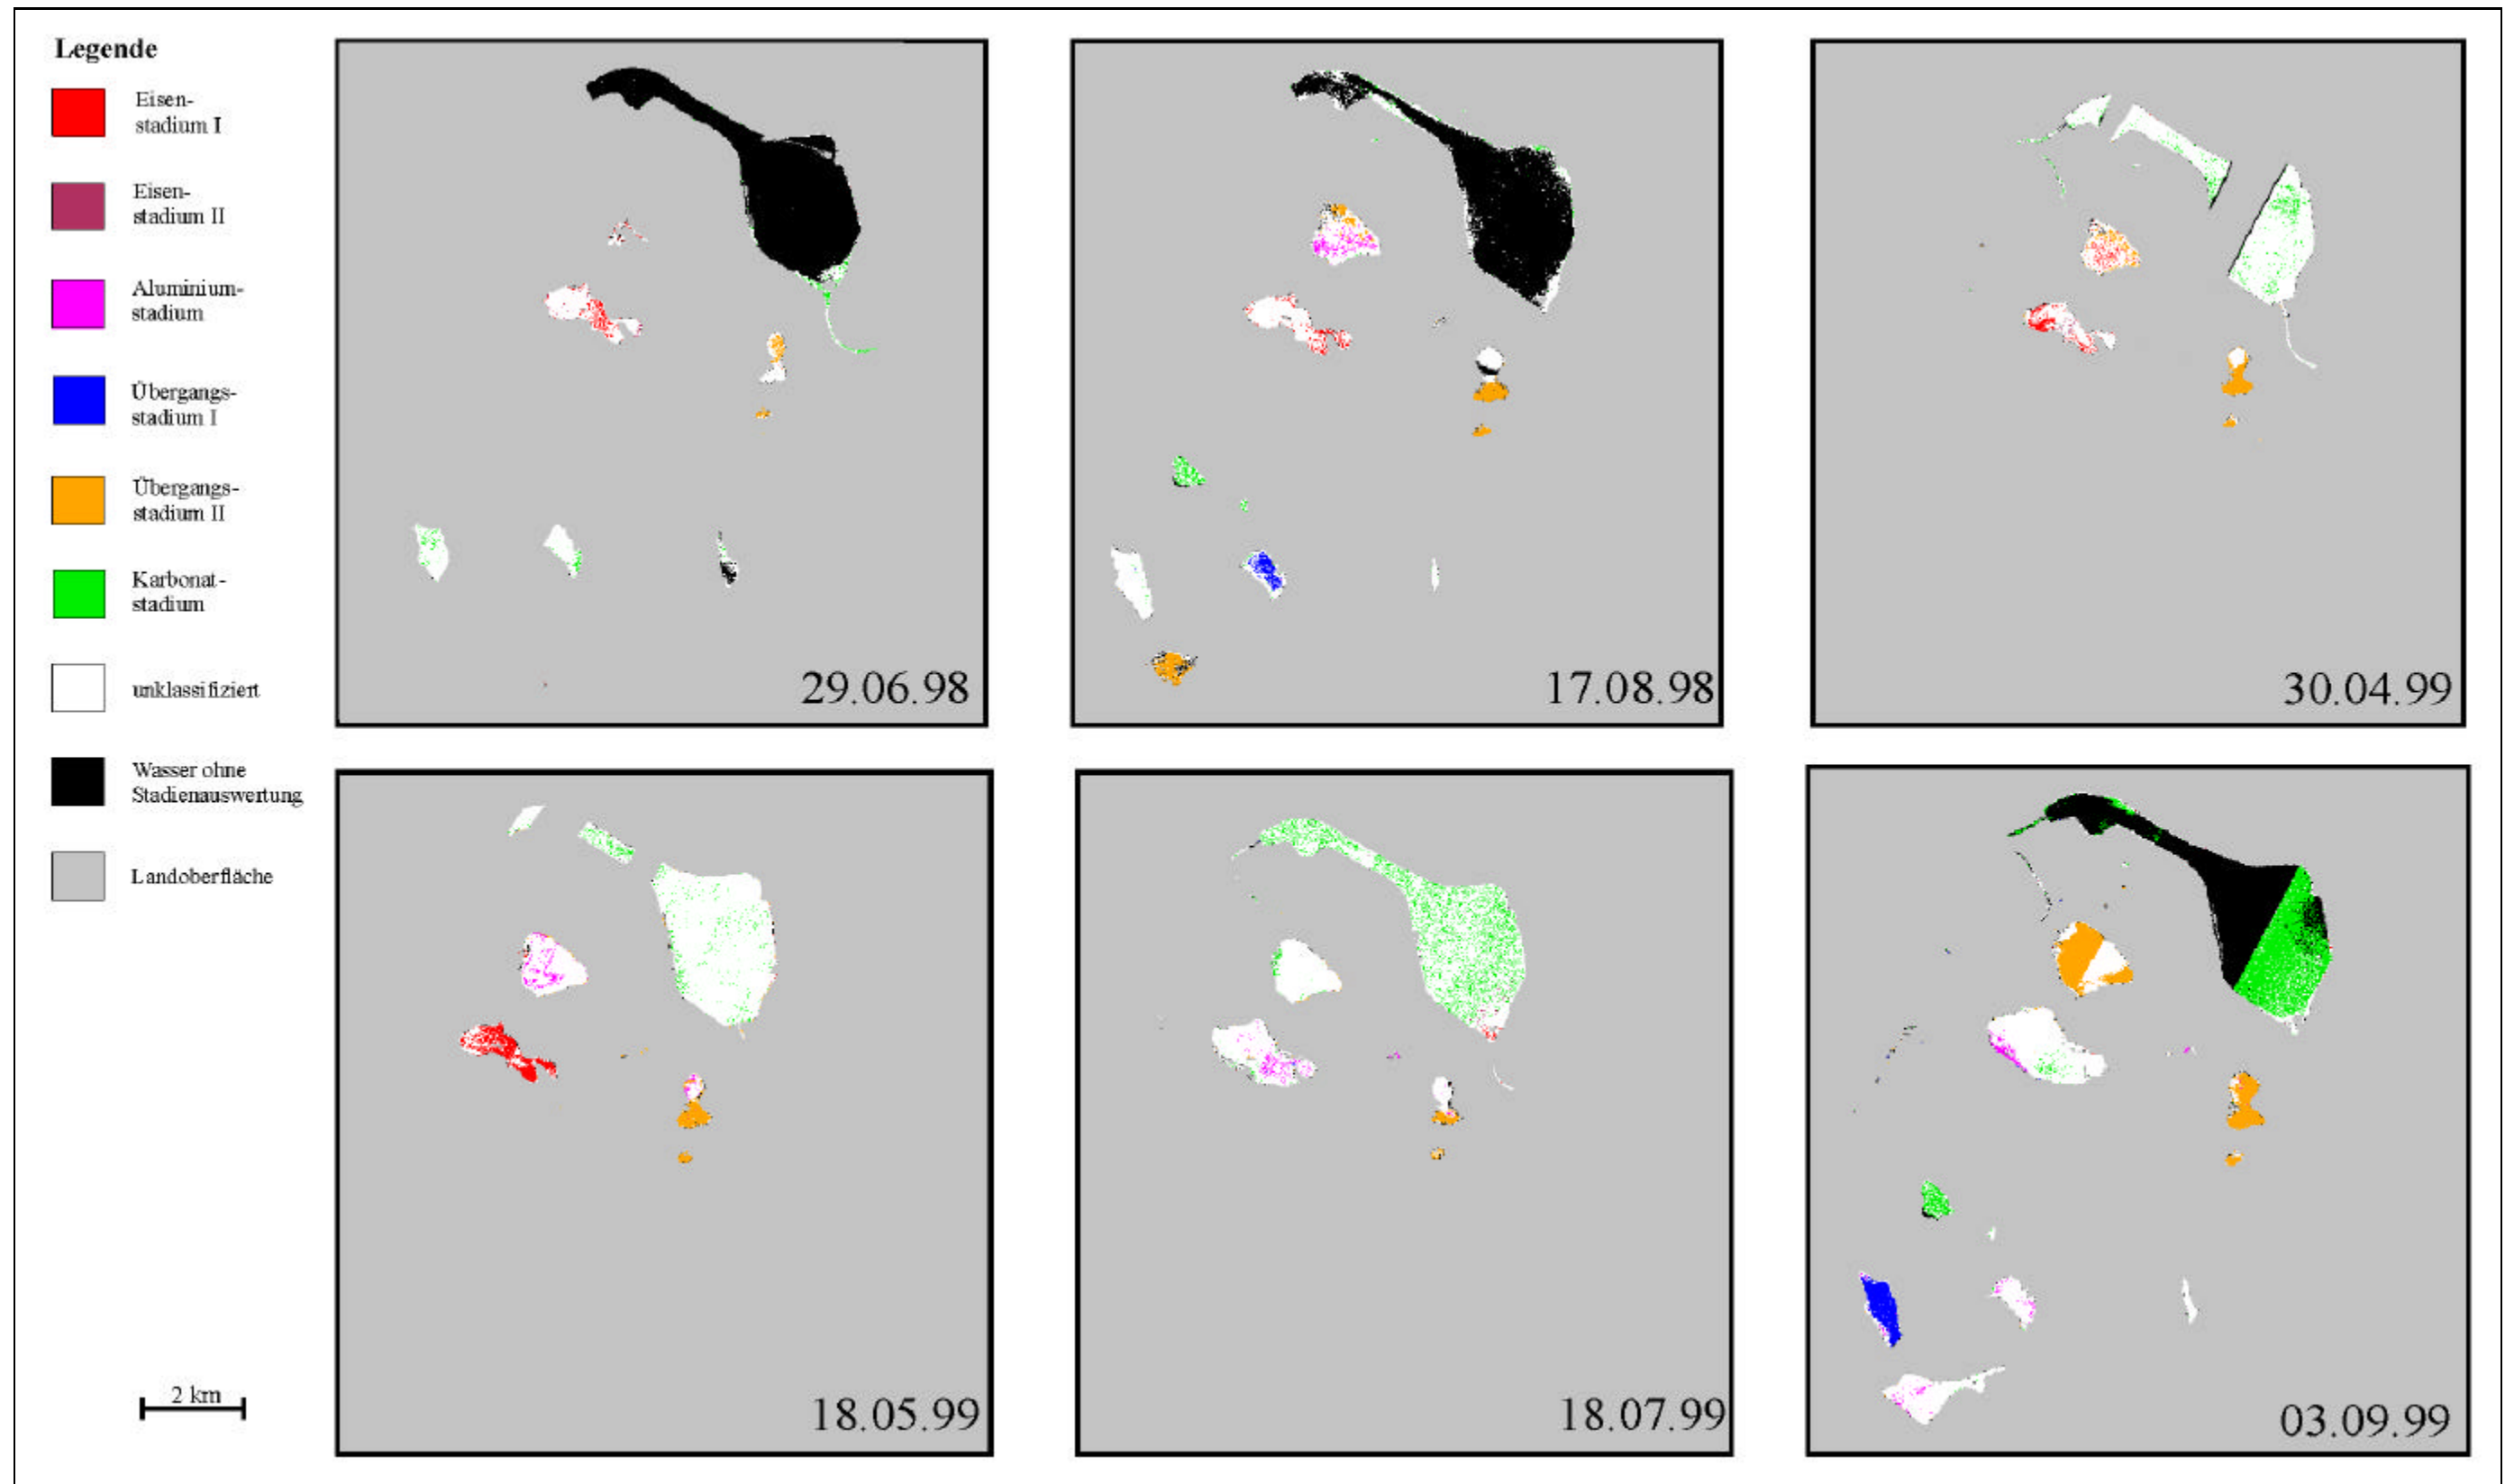 Legende
Eisen-
stadium I
Eisen-
stadium II
Aluminium-
stadium
Übergangs-
stadium I
Übergangs-
stadium II
Karbonat-
stadium
unklassifiziert
Wasser ohne
Stadienauswertung
Landoberfläche
2 km
29.06.98
17.08.98
30.04.99
18.05.99
18.07.99
03.09.99